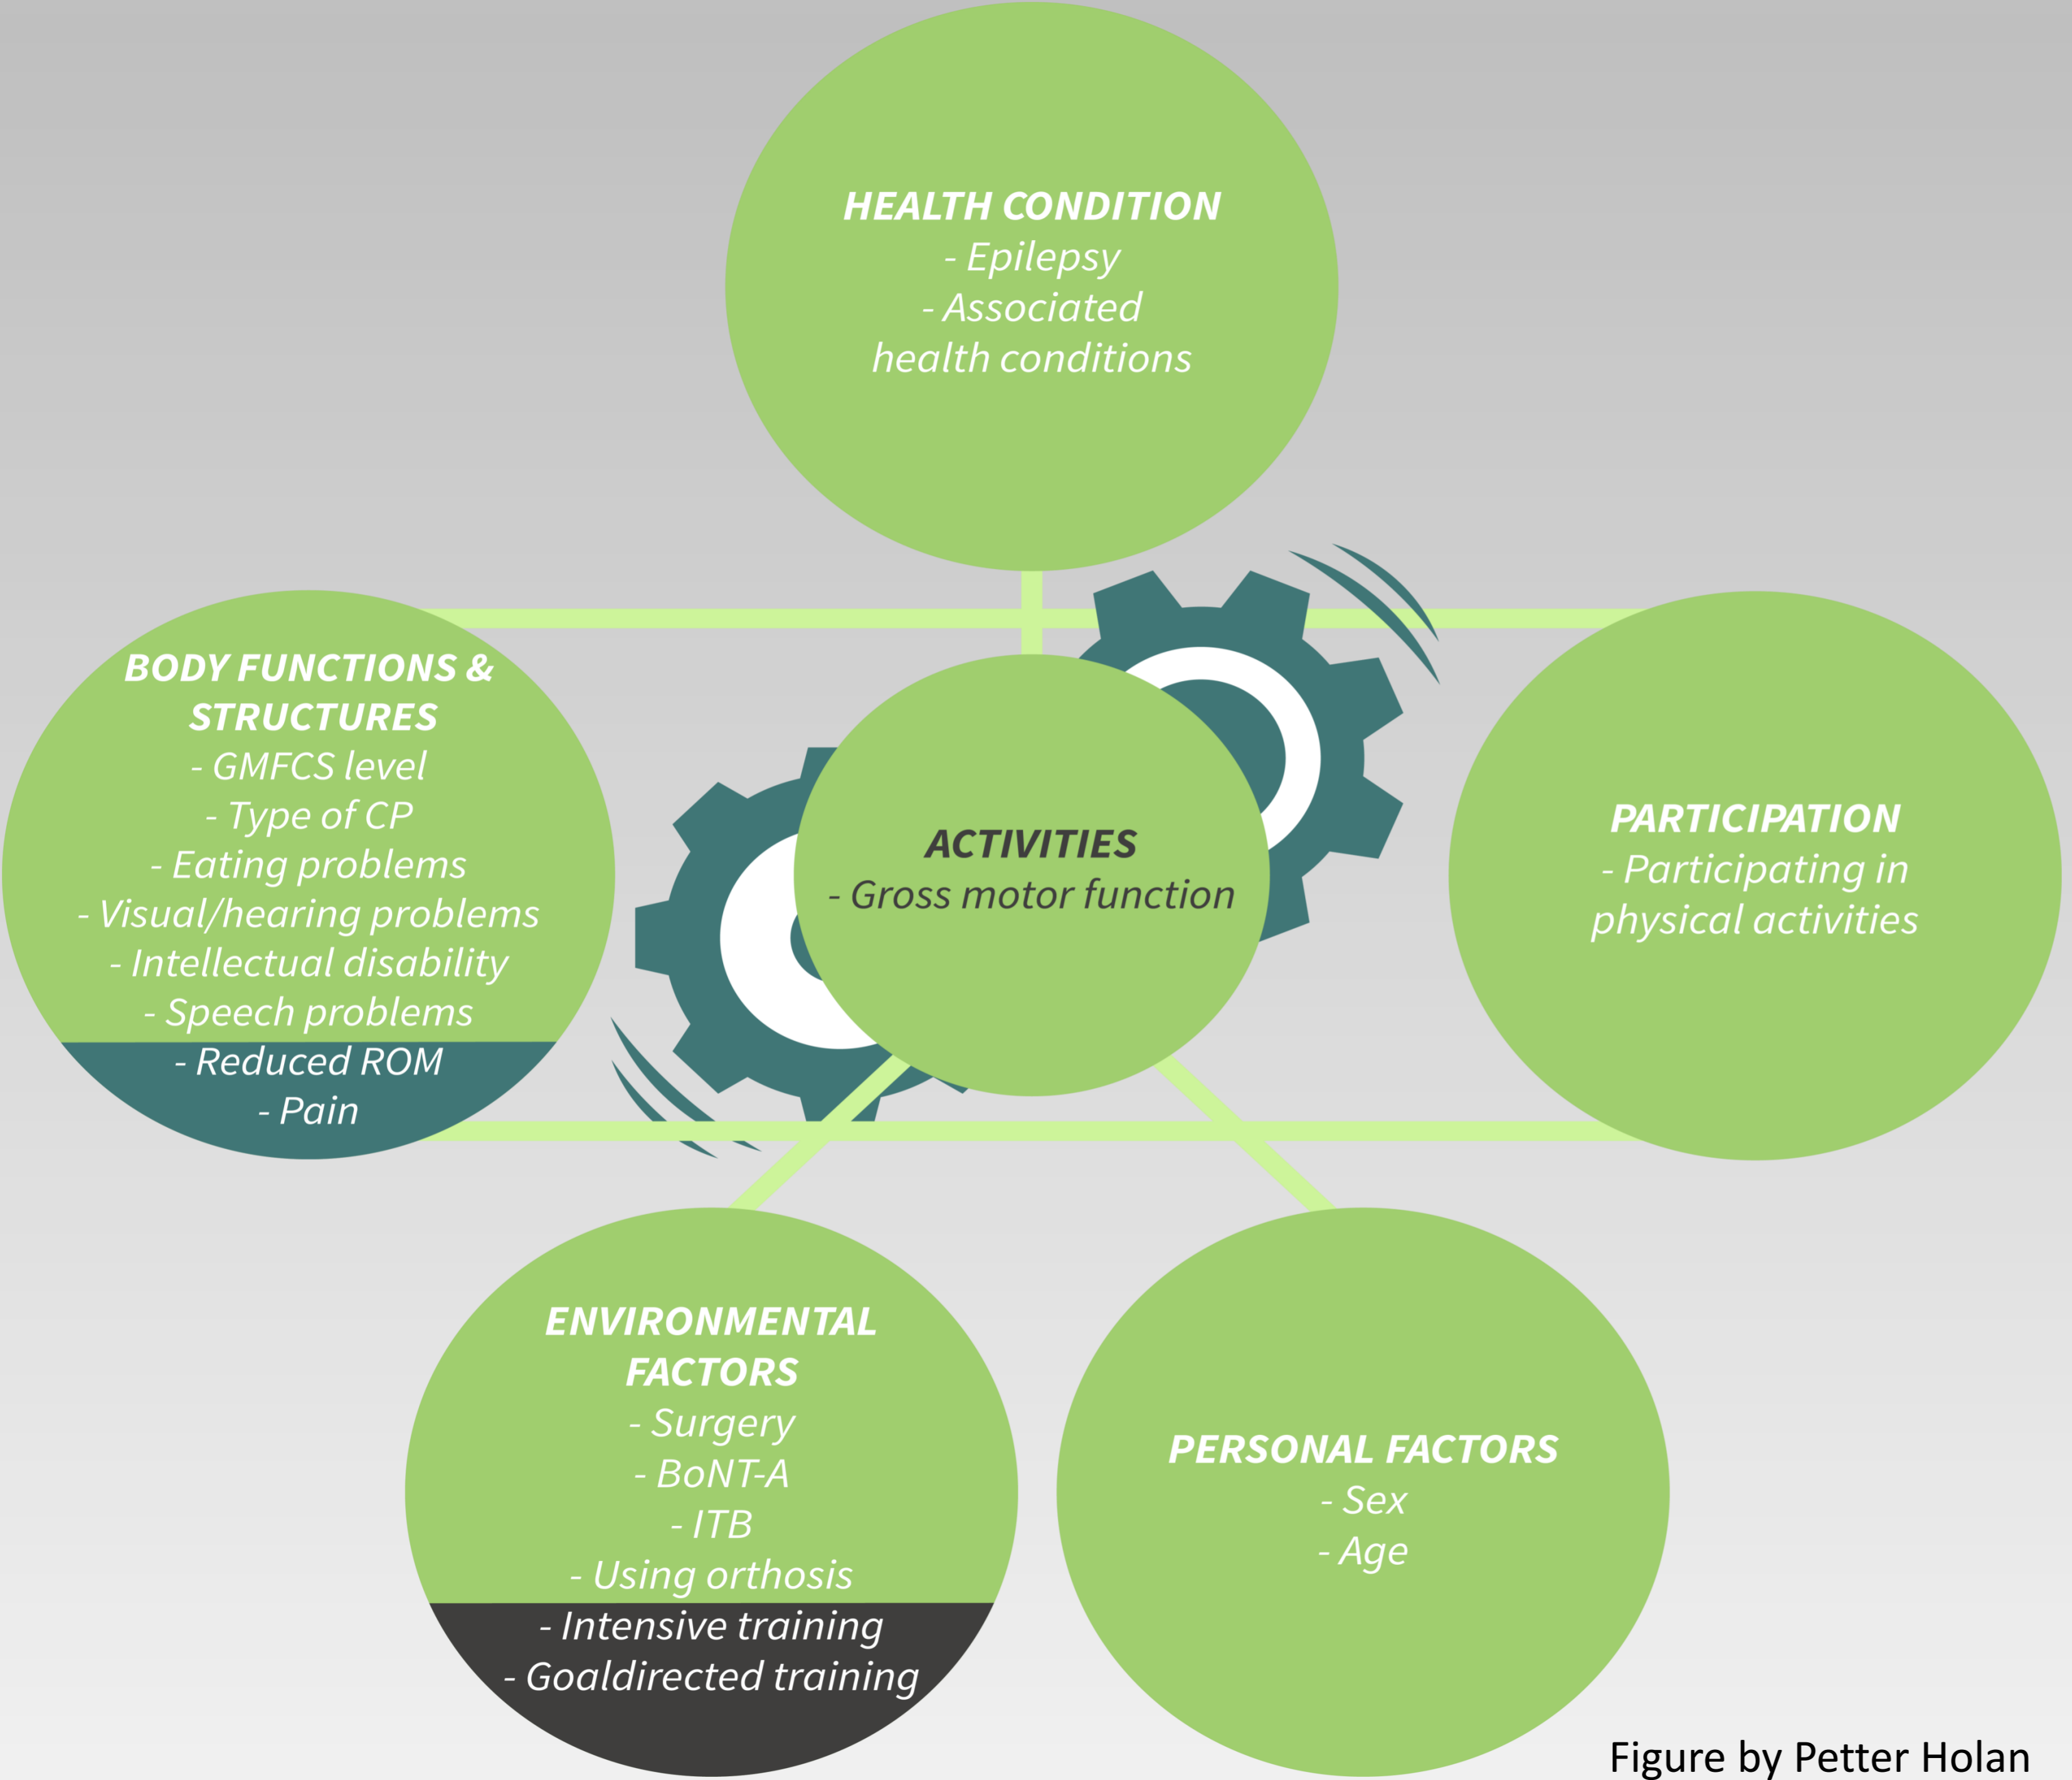 HEALTH CONDITION
- Epilepsy
- Associated
health conditions
BODY FUNCTIONS &
STRUCTURES
- GMFCS level
- Type of CP
- Eating problems
- Visual/hearing problems
- Intellectual disability
- Speech problems
- Reduced ROM
- Pain
ACTIVITIES
- Gross motor function
PARTICIPATION
- Participating in
physical activities
ENVIRONMENTAL
FACTORS
- Surgery
- BoNT-A
- ITB
- Using orthosis
- Intensive training
- Goaldirected training
PERSONAL FACTORS
- Sex
- Age
Figure by Petter Holan